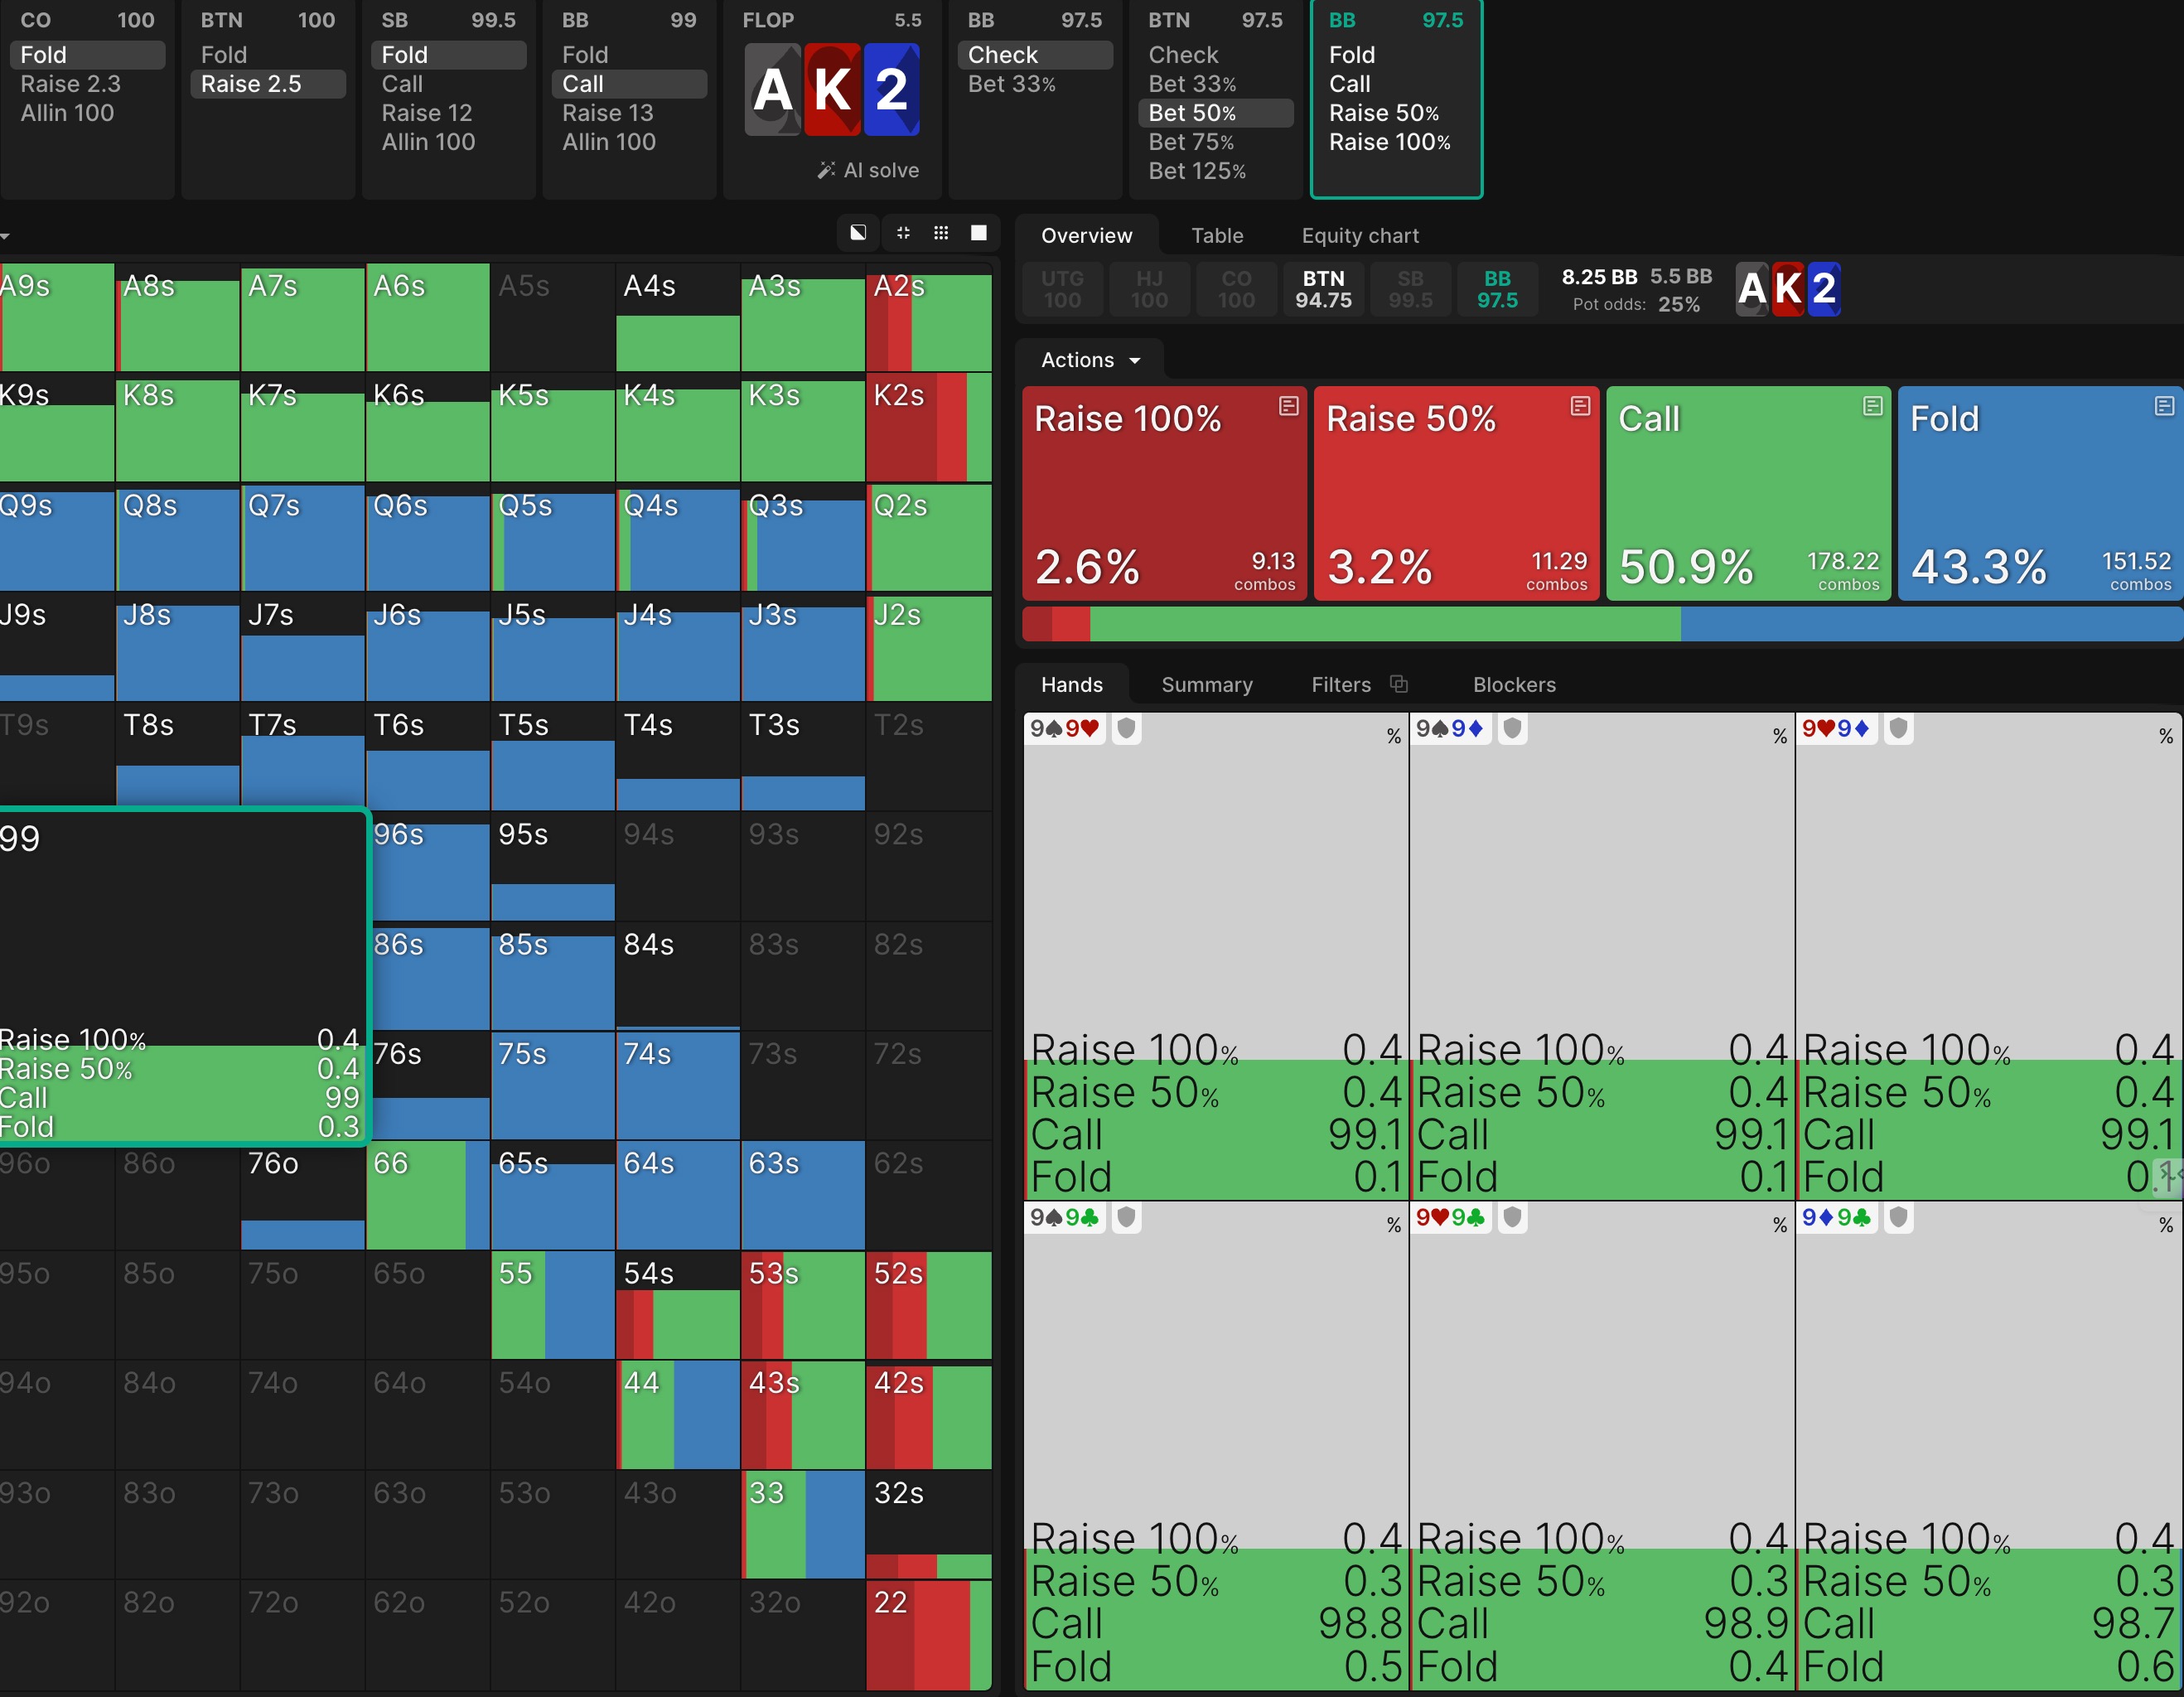 CO 100
Fold
Raise 2.3
Allin 100
BTN 100
Fold
Raise 2.5
SB 99.5
Fold
Call
Raise 12
Allin 100
BB 99
Fold
Call
Raise 13
Allin 100
FLOP 5.5
A K 2
AI solve
BB 97.5
Check
Bet 33%
BTN 97.5
Check
Bet 33%
Bet 50%
Bet 75%
Bet 125%
BB 97.5
Fold
Call
Raise 50%
Raise 100%
A9s A8s A7s A6s A5s A4s A3s A2s
K9s K8s K7s K6s K5s K4s K3s K2s
Q9s Q8s Q7s Q6s Q5s Q4s Q3s Q2s
J9s J8s J7s J6s J5s J4s J3s J2s
T9s T8s T7s T6s T5s T4s T3s T2s
99 96s 95s 94s 93s 92s
86s 85s 84s 83s 82s
Raise 100% 0.4
Raise 50% 0.4
Call 99
Fold 0.3
76s 75s 74s 73s 72s
96o 86o 76o 66 65s 64s 63s 62s
95o 85o 75o 65o 55 54s 53s 52s
94o 84o 74o 64o 54o 44 43s 42s
93o 83o 73o 63o 53o 43o 33 32s
92o 82o 72o 62o 52o 42o 32o 22
Overview Table Equity chart
UTG HJ CO BTN SB BB
100 100 100 94.75 99.5 97.5
8.25 BB 5.5 BB
Pot odds: 25%
A K 2
Actions
Raise 100%
2.6% 9.13
combos
Raise 50%
3.2% 11.29
combos
Call
50.9% 178.22
combos
Fold
43.3% 151.52
combos
Hands Summary Filters Blockers
9♠9♥ %
Raise 100% 0.4
Raise 50% 0.4
Call 99.1
Fold 0.1
9♠9♦ %
Raise 100% 0.4
Raise 50% 0.4
Call 99.1
Fold 0.1
9♥9♦ %
Raise 100% 0.4
Raise 50% 0.4
Call 99.1
Fold 0.1
9♠9♣ %
Raise 100% 0.4
Raise 50% 0.3
Call 98.8
Fold 0.5
9♥9♣ %
Raise 100% 0.4
Raise 50% 0.3
Call 98.9
Fold 0.4
9♦9♣ %
Raise 100% 0.4
Raise 50% 0.3
Call 98.7
Fold 0.6